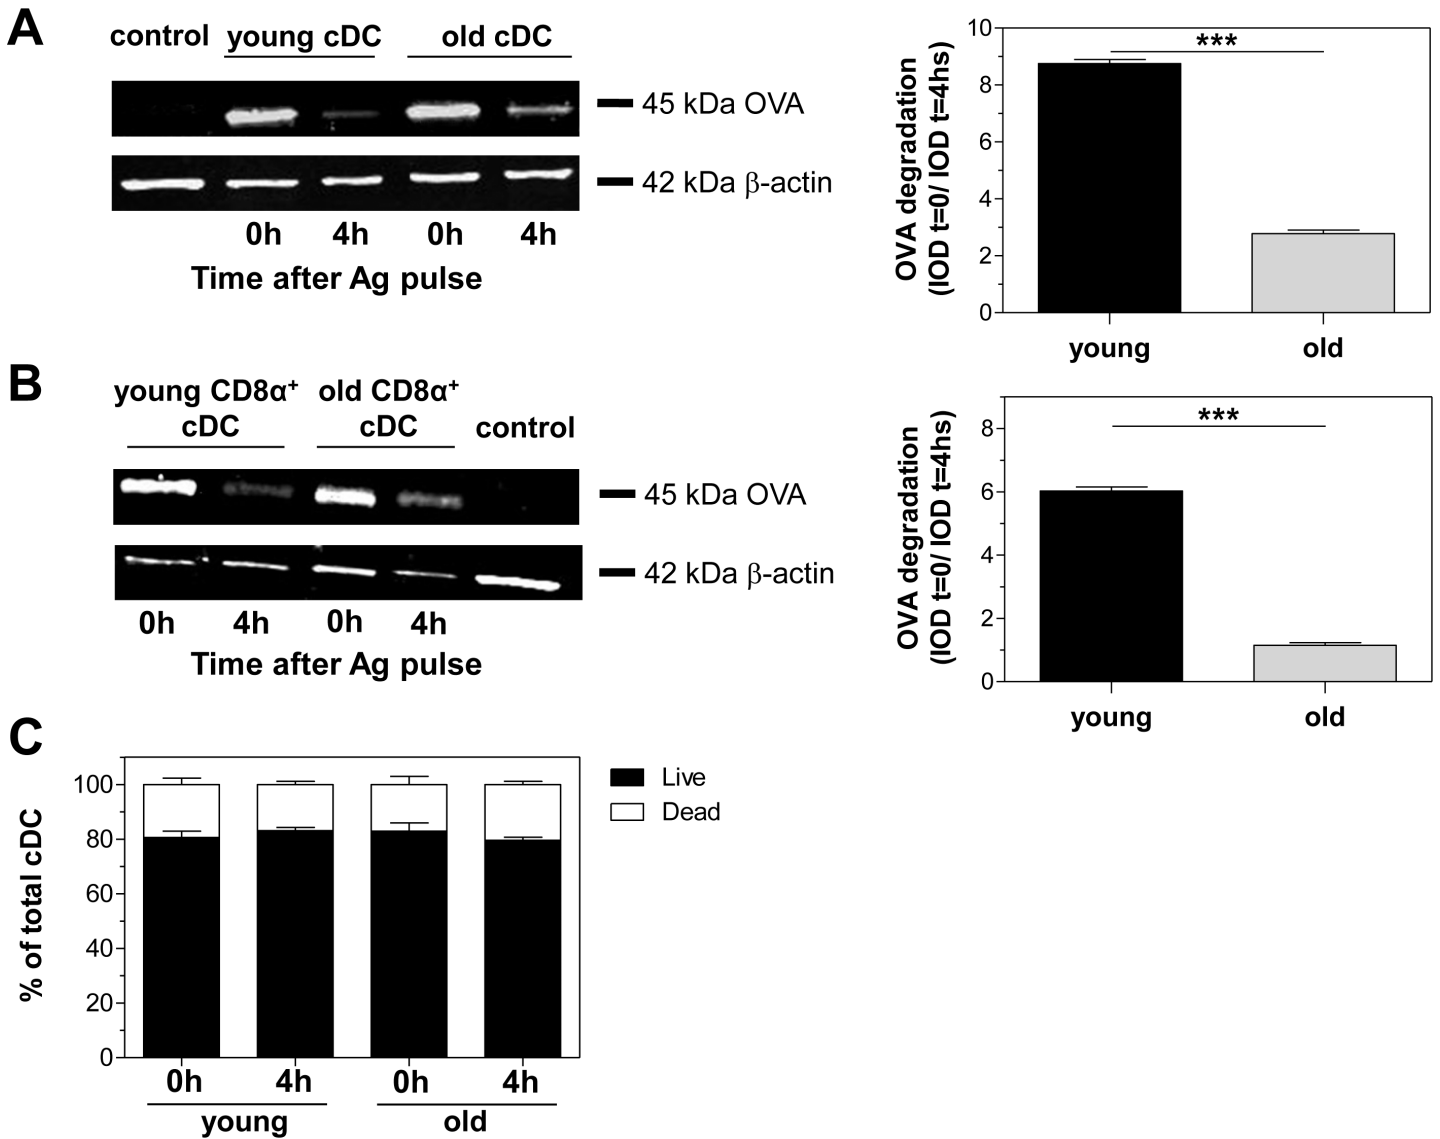 A
control young cDC old cDC
45 kDa OVA
42 kDa β-actin
0h 4h 0h 4h
Time after Ag pulse
OVA degradation
(IOD t=0/ IOD t=4hs)
10
8
6
4
2
0
***
young old
B
young CD8α+
cDC
old CD8α+
cDC
control
45 kDa OVA
42 kDa β-actin
0h 4h 0h 4h
Time after Ag pulse
OVA degradation
(IOD t=0/ IOD t=4hs)
8
6
4
2
0
***
young old
C
% of total cDC
100
80
60
40
20
0
0h 4h 0h 4h
young old
Live
Dead